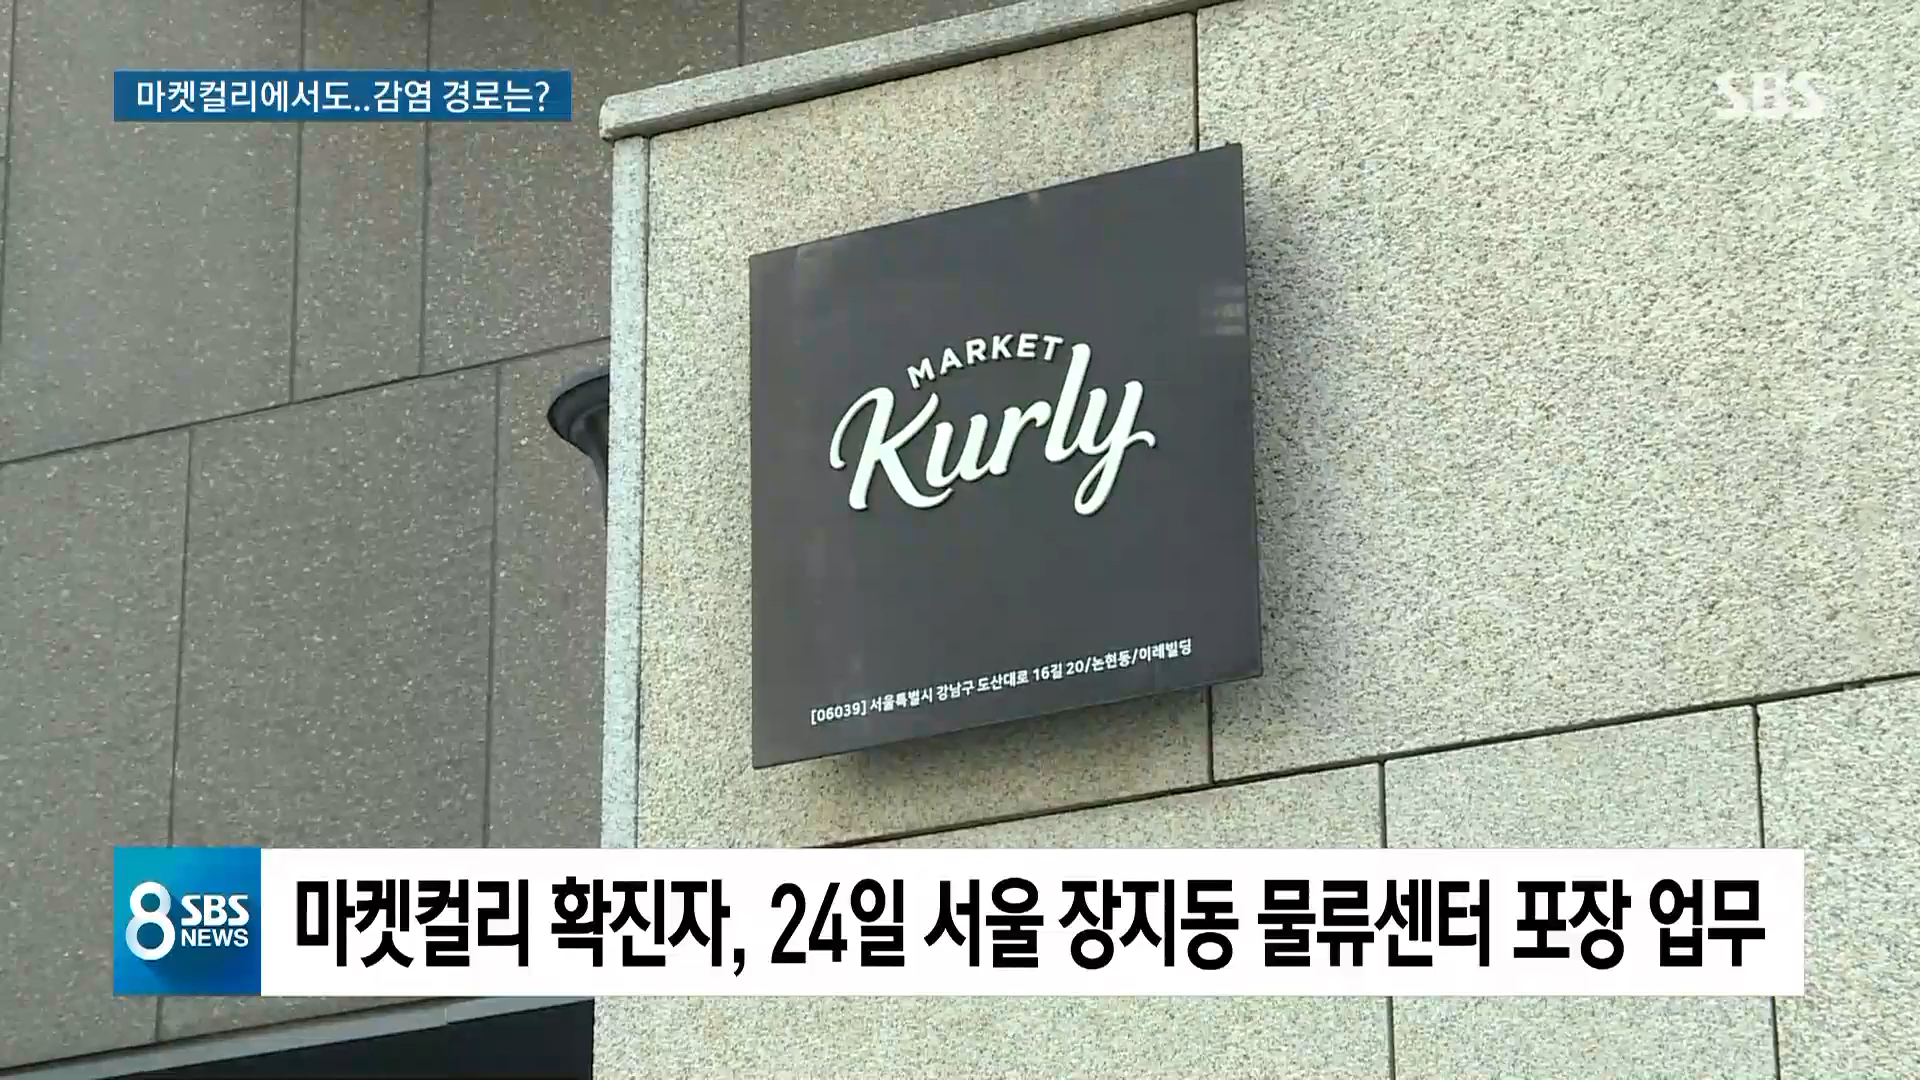 마켓컬리에서도..감염 경로는?
SBS
MARKET
Kurly
[06039] 서울특별시 강남구 도산대로 16길 20/논현동/이레빌딩
8 SBS NEWS
마켓컬리 확진자, 24일 서울 장지동 물류센터 포장 업무